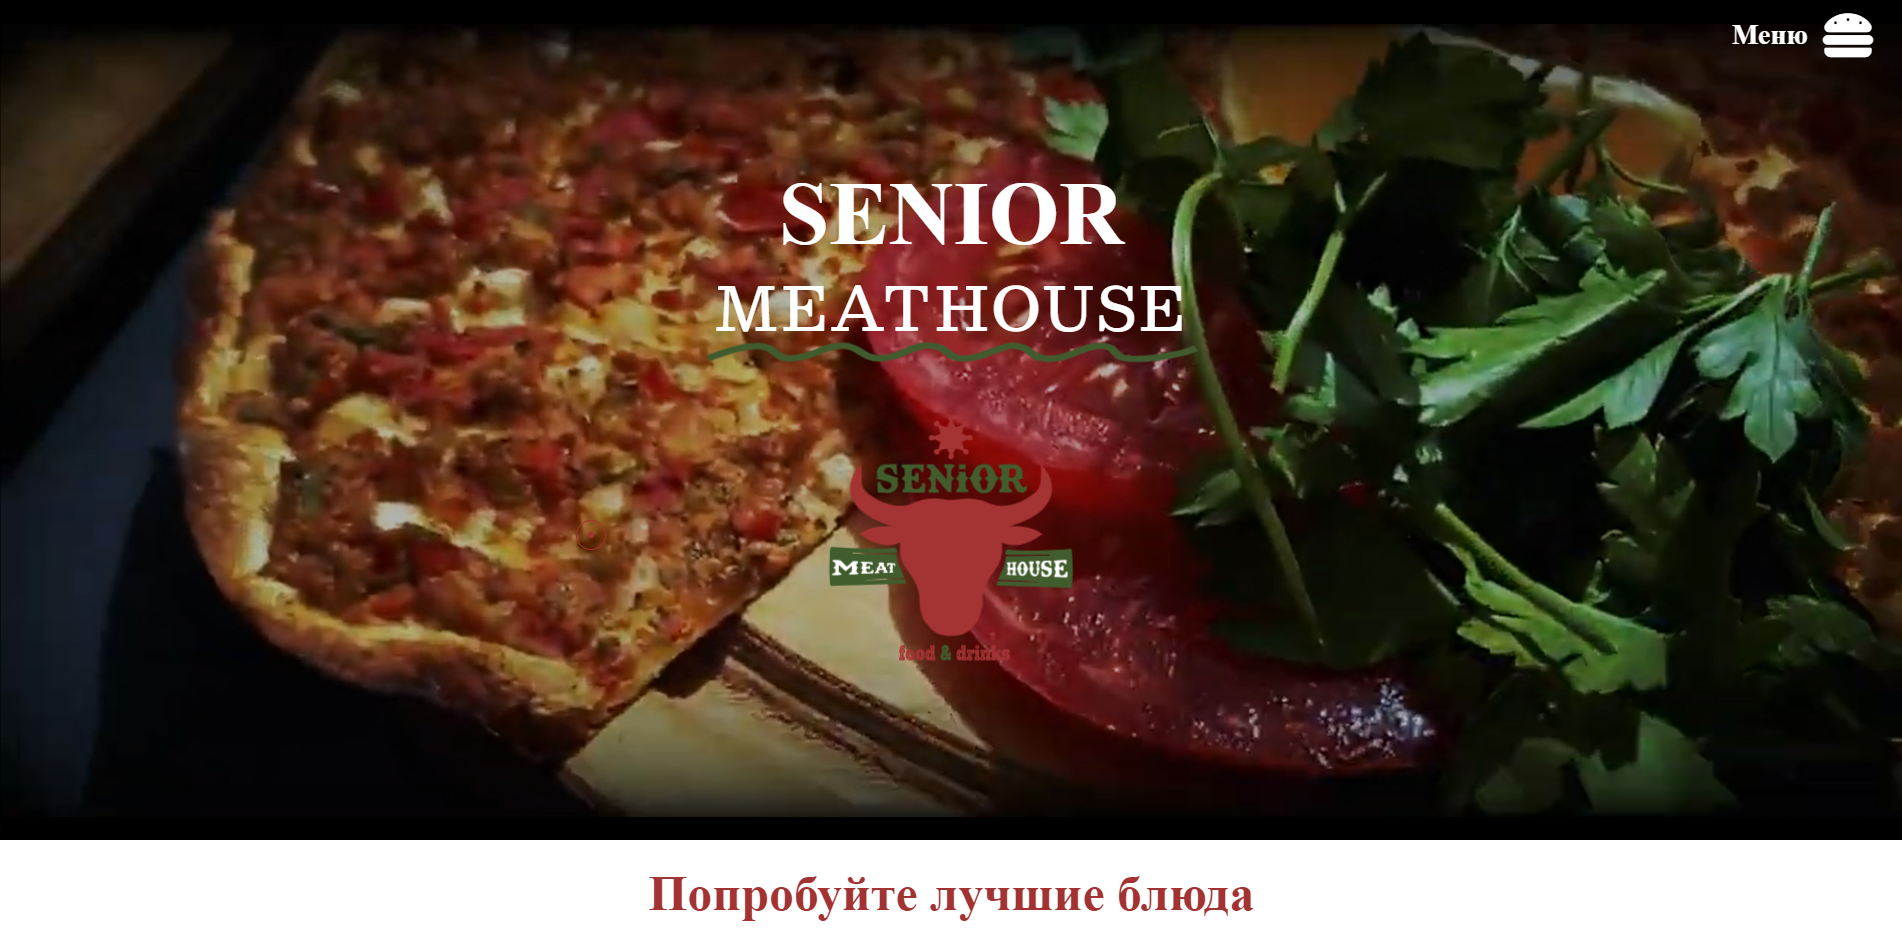 Меню
SENIOR
MEATHOUSE
SENiOR
MEAT HOUSE
food & drinks
Попробуйте лучшие блюда